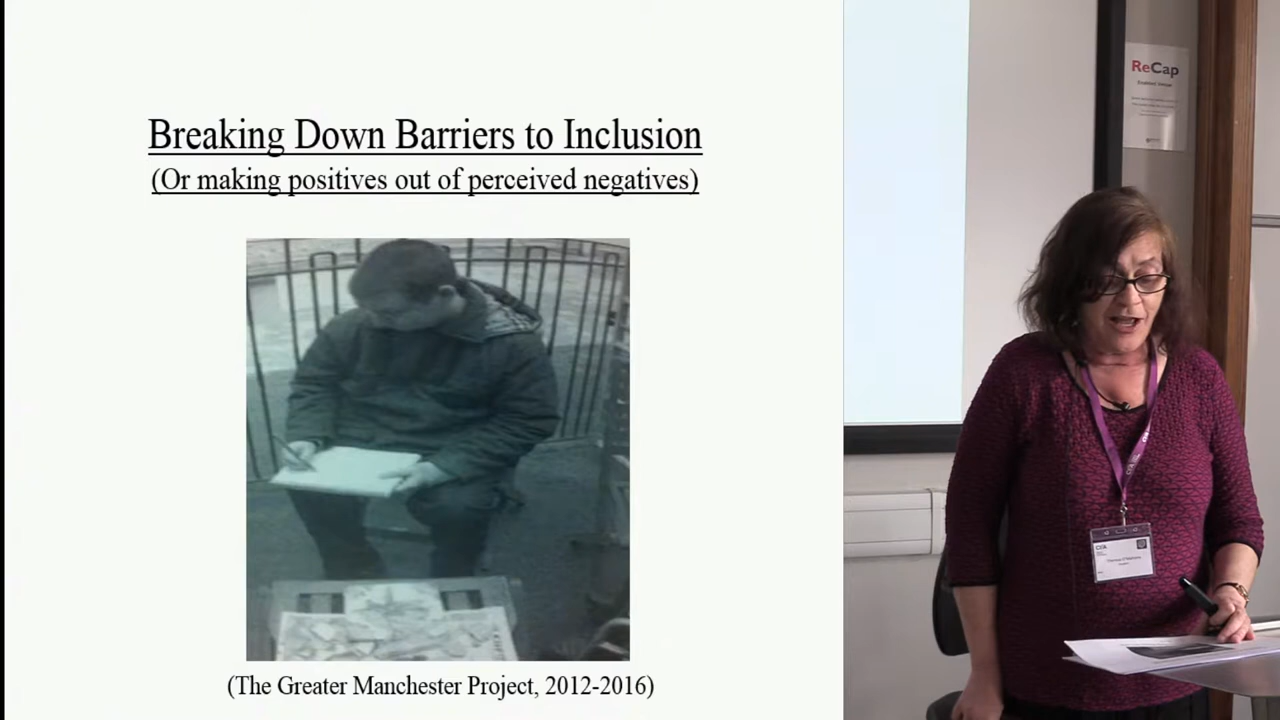 Breaking Down Barriers to Inclusion
(Or making positives out of perceived negatives)
(The Greater Manchester Project, 2012-2016)
ReCap